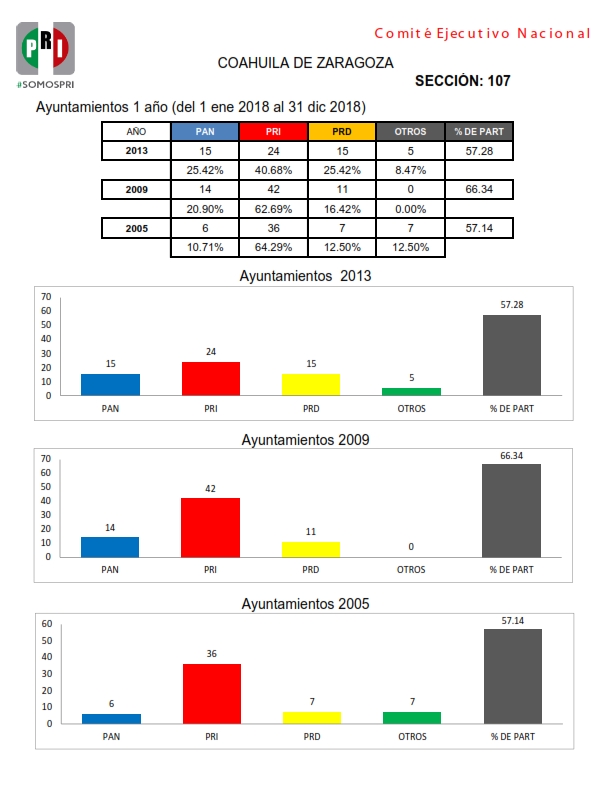 Comité Ejecutivo Nacional
PRI
#SOMOSPRI
COAHUILA DE ZARAGOZA
SECCIÓN: 107
Ayuntamientos 1 año (del 1 ene 2018 al 31 dic 2018)
AÑO PAN PRI PRD OTROS % DE PART
2013 15 24 15 5 57.28
25.42% 40.68% 25.42% 8.47%
2009 14 42 11 0 66.34
20.90% 62.69% 16.42% 0.00%
2005 6 36 7 7 57.14
10.71% 64.29% 12.50% 12.50%
Ayuntamientos 2013
70
60
50
40
30
20
10
0
15 24 15 5 57.28
PAN PRI PRD OTROS % DE PART
Ayuntamientos 2009
70
60
50
40
30
20
10
0
14 42 11 0 66.34
PAN PRI PRD OTROS % DE PART
Ayuntamientos 2005
60
50
40
30
20
10
0
6 36 7 7 57.14
PAN PRI PRD OTROS % DE PART